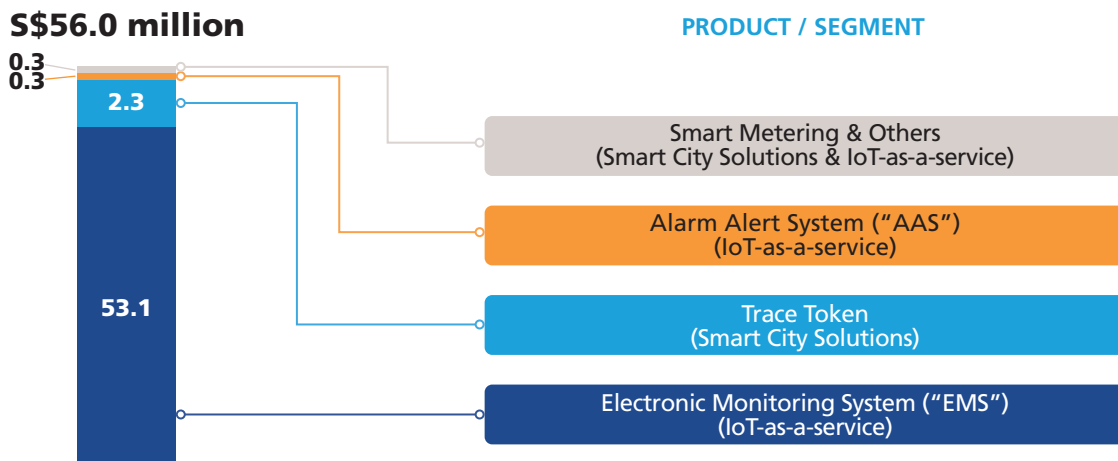 S$56.0 million
PRODUCT / SEGMENT
0.3
0.3
2.3
53.1
Smart Metering & Others
(Smart City Solutions & IoT-as-a-service)
Alarm Alert System (“AAS”)
(IoT-as-a-service)
Trace Token
(Smart City Solutions)
Electronic Monitoring System (“EMS”)
(IoT-as-a-service)